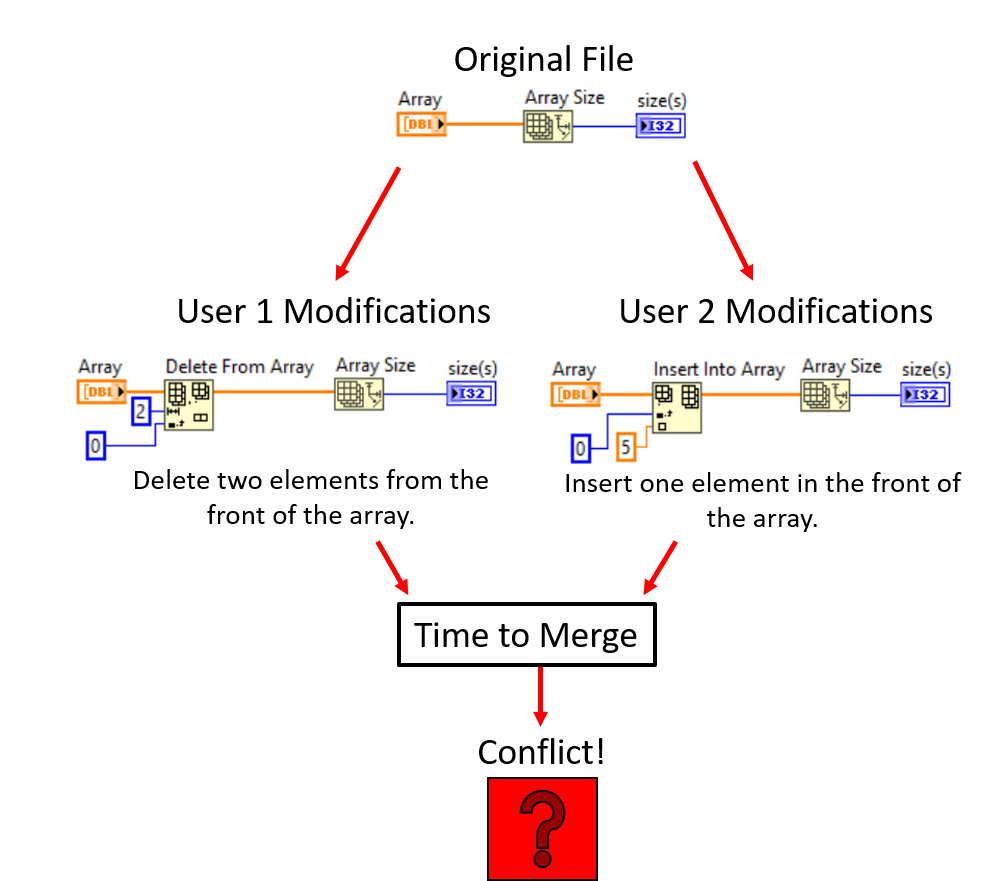 Original File
Array
Array Size
size(s)
[DBL
I32
User 1 Modifications
User 2 Modifications
Array
Delete From Array
Array Size
size(s)
[DBL
I32
2
0
Array
Insert Into Array
Array Size
size(s)
[DBL
I32
0
5
Delete two elements from the
front of the array.
Insert one element in the front of
the array.
Time to Merge
Conflict!
?